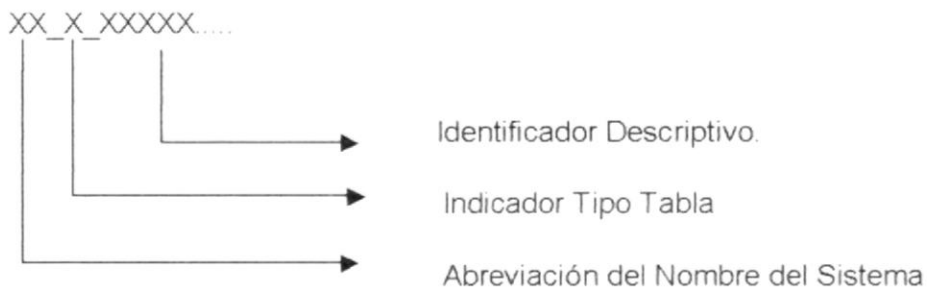 XX_X_XXXXX.....
Identificador Descriptivo.
Indicador Tipo Tabla
Abreviación del Nombre del Sistema